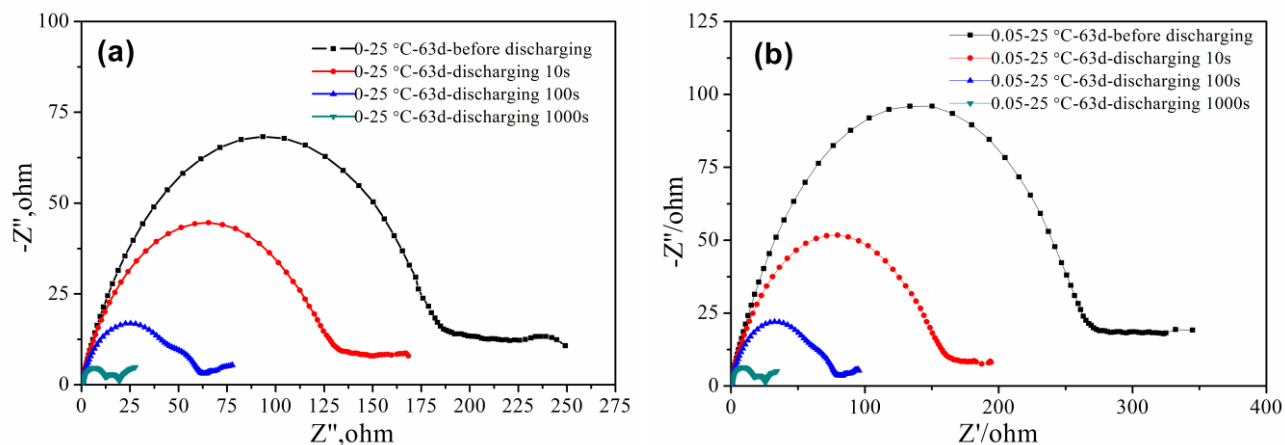 (a)
0-25 °C-63d-before discharging
0-25 °C-63d-discharging 10s
0-25 °C-63d-discharging 100s
0-25 °C-63d-discharging 1000s
100
75
50
25
0
-Z'',ohm
0 25 50 75 100 125 150 175 200 225 250 275
Z'',ohm
(b)
0.05-25 °C-63d-before discharging
0.05-25 °C-63d-discharging 10s
0.05-25 °C-63d-discharging 100s
0.05-25 °C-63d-discharging 1000s
125
100
75
50
25
0
-Z''/ohm
0 100 200 300 400
Z'/ohm